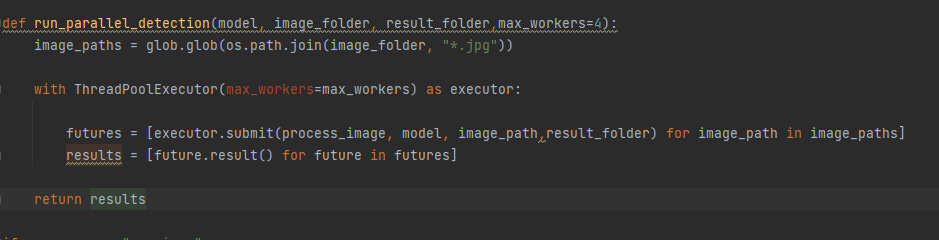 def run_parallel_detection(model, image_folder, result_folder,max_workers=4):
    image_paths = glob.glob(os.path.join(image_folder, "*.jpg"))
    with ThreadPoolExecutor(max_workers=max_workers) as executor:
        futures = [executor.submit(process_image, model, image_path,result_folder) for image_path in image_paths]
        results = [future.result() for future in futures]
    return results